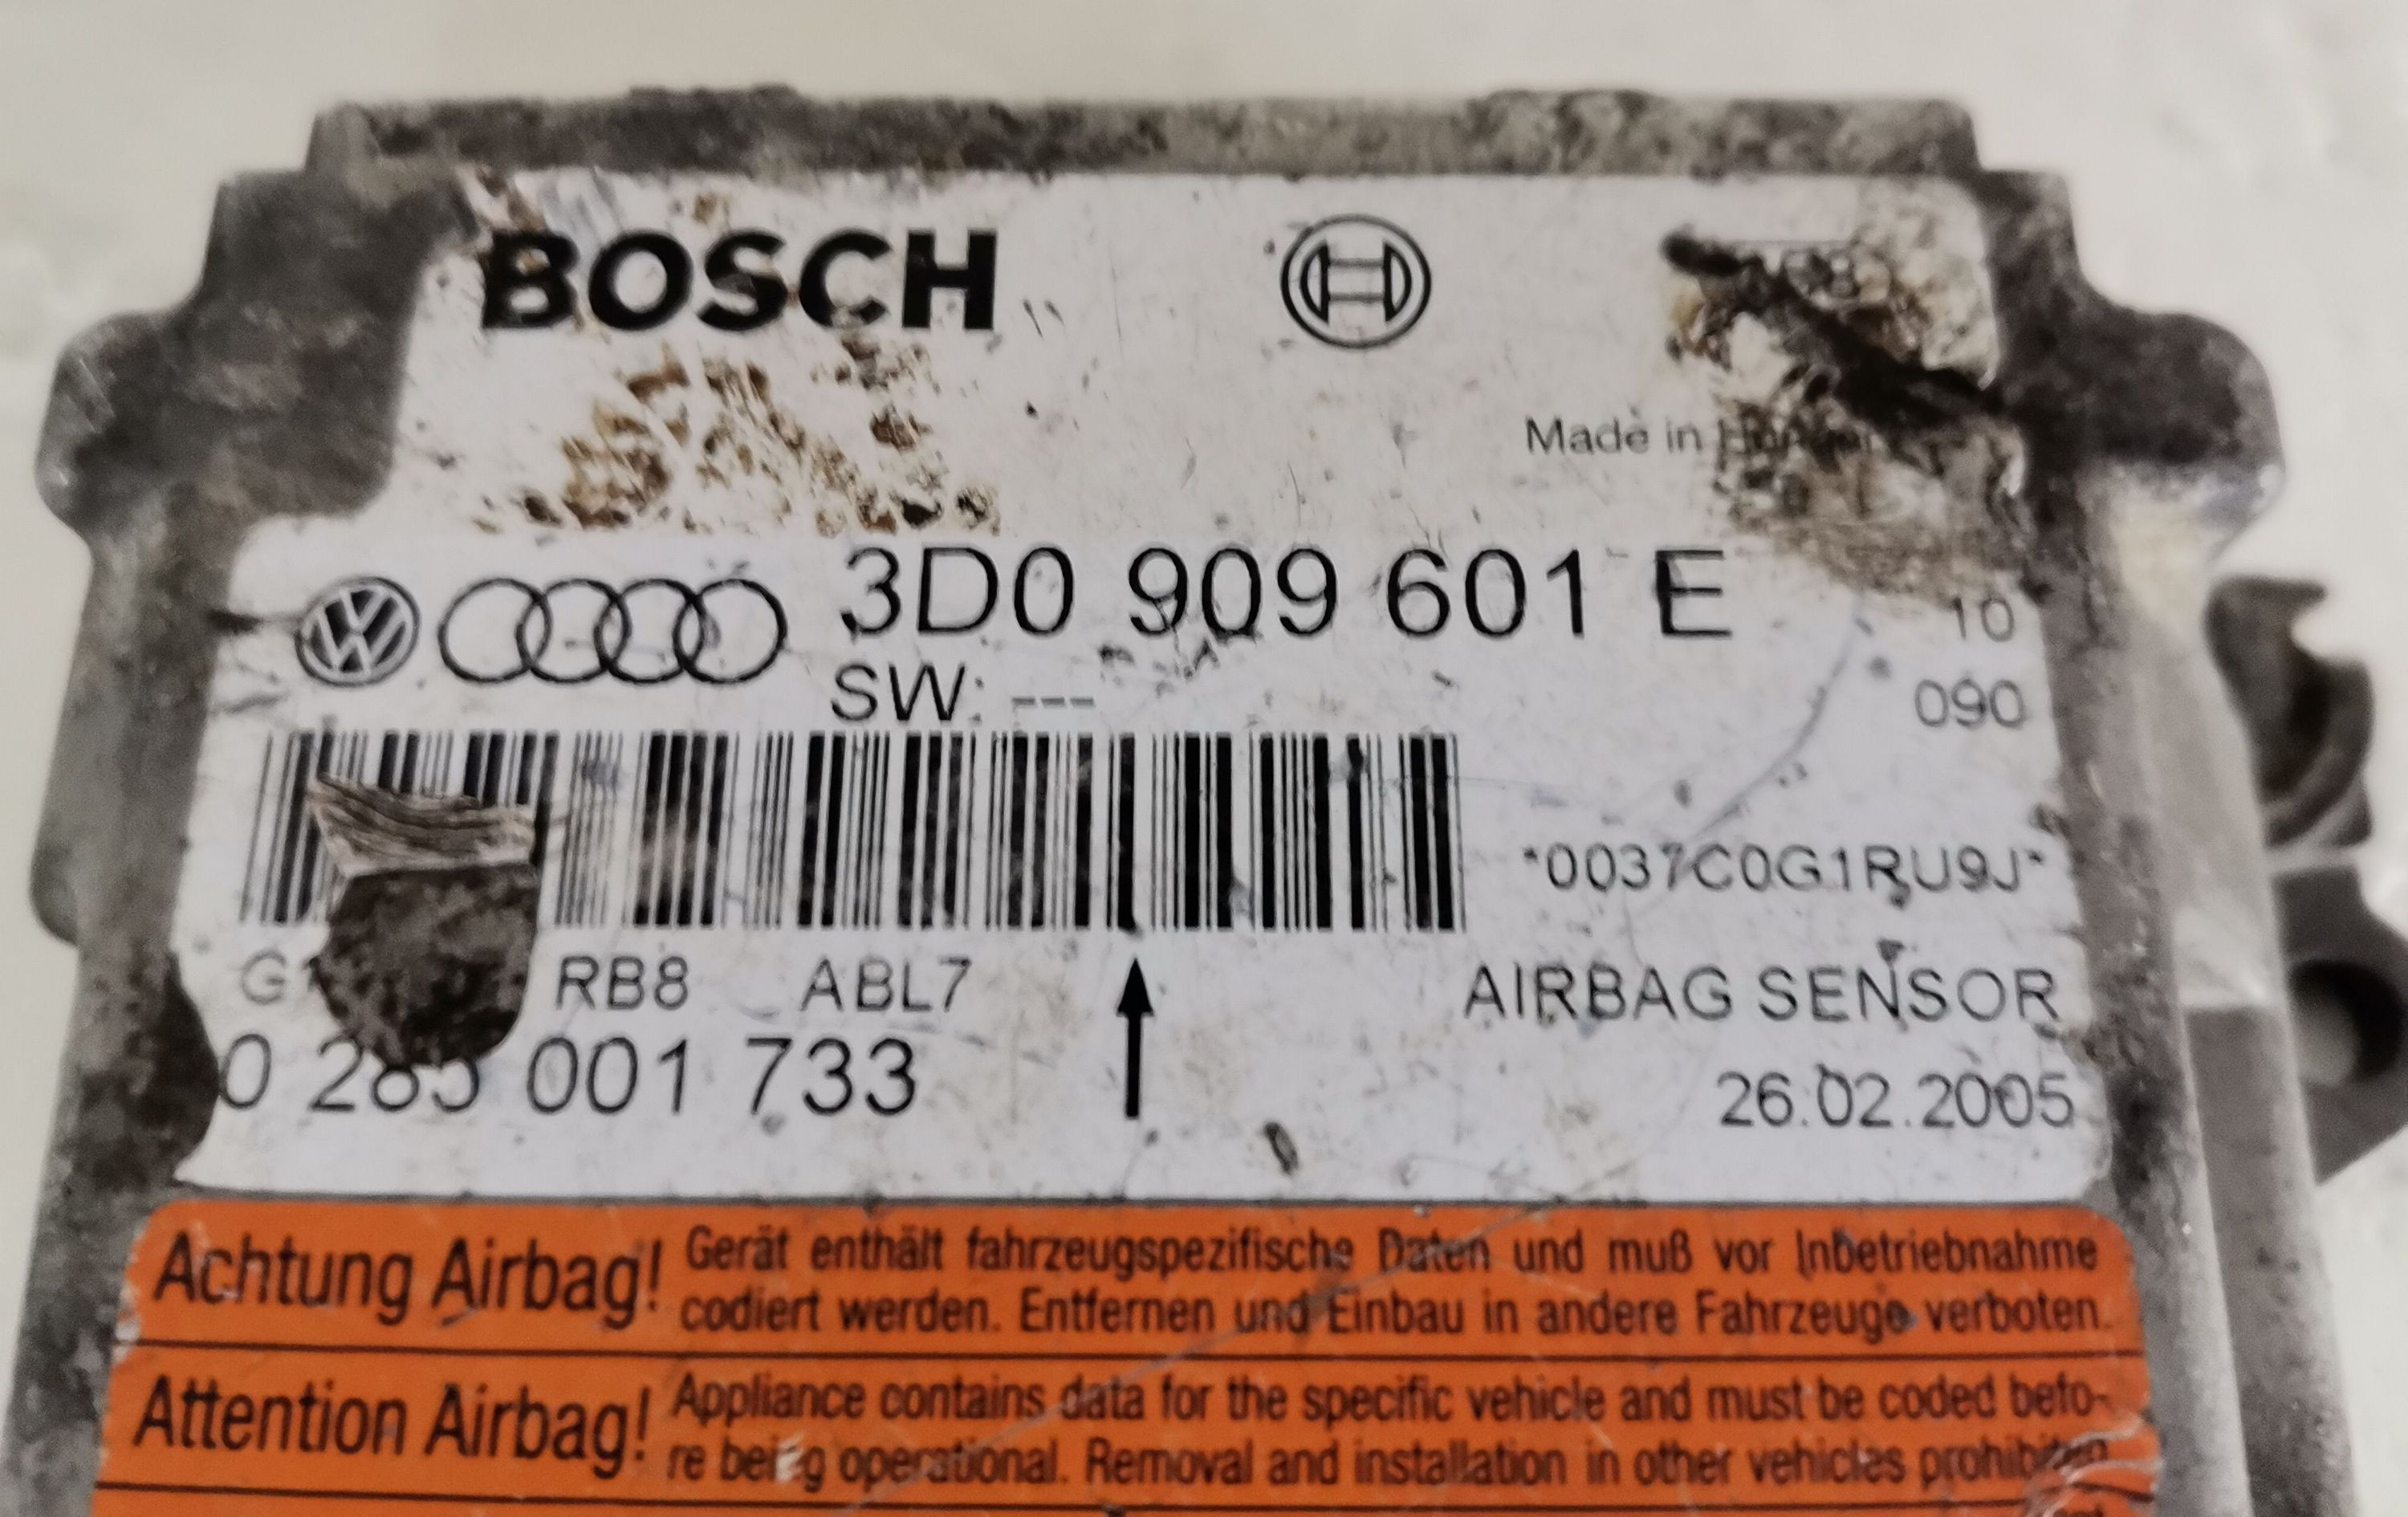 BOSCH
Made in
3D0 909 601 E
SW: ---
10
090
*0037C0G1RU9J*
RB8 ABL7
AIRBAG SENSOR
0 285 001 733
26.02.2005
Achtung Airbag! Gerät enthält fahrzeugspezifische Daten und muß vor Inbetriebnahme
codiert werden. Entfernen und Einbau in andere Fahrzeuge verboten.
Attention Airbag! Appliance contains data for the specific vehicle and must be coded befo-
re being operational. Removal and installation in other vehicles prohibited